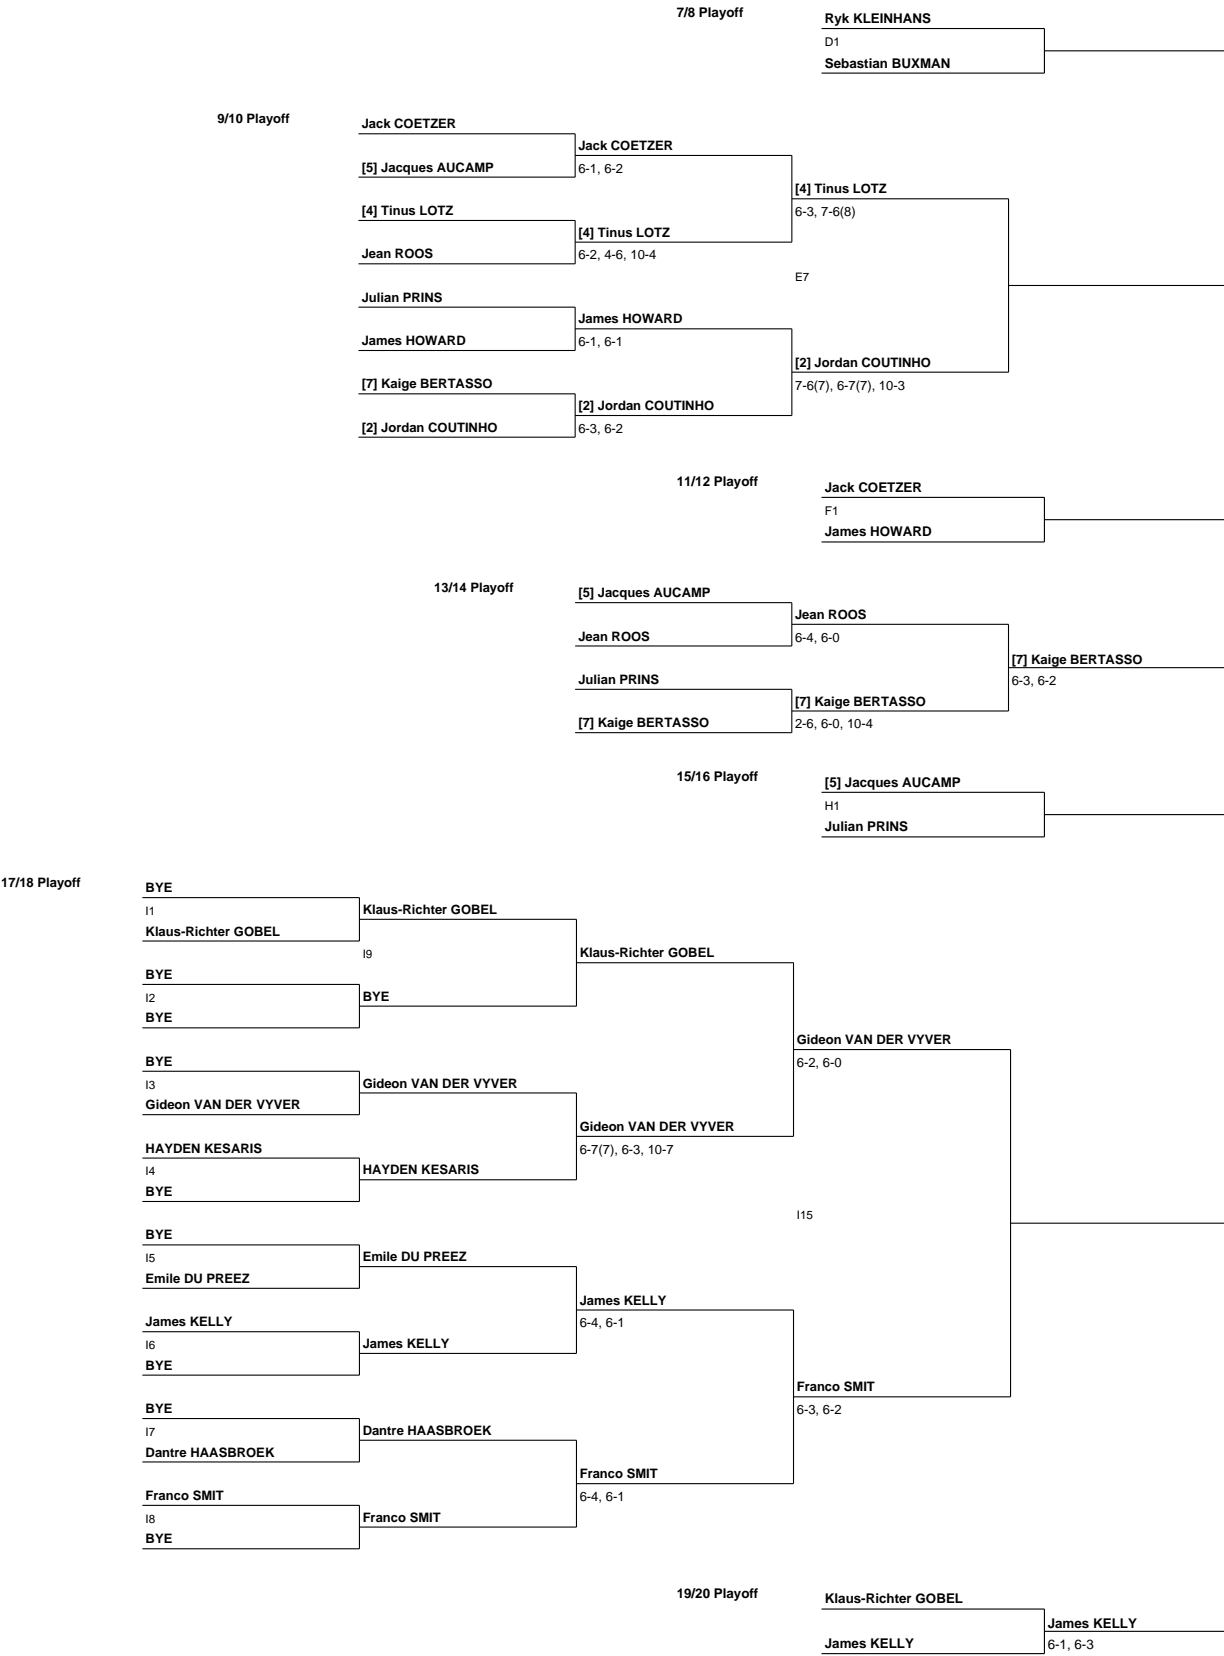 7/8 Playoff
Ryk KLEINHANS
D1
Sebastian BUXMAN
9/10 Playoff
Jack COETZER
Jack COETZER
[5] Jacques AUCAMP
6-1, 6-2
[4] Tinus LOTZ
[4] Tinus LOTZ
6-3, 7-6(8)
[4] Tinus LOTZ
Jean ROOS
6-2, 4-6, 10-4
E7
Julian PRINS
James HOWARD
James HOWARD
6-1, 6-1
[2] Jordan COUTINHO
[7] Kaige BERTASSO
7-6(7), 6-7(7), 10-3
[2] Jordan COUTINHO
[2] Jordan COUTINHO
6-3, 6-2
11/12 Playoff
Jack COETZER
F1
James HOWARD
13/14 Playoff
[5] Jacques AUCAMP
Jean ROOS
Jean ROOS
6-4, 6-0
[7] Kaige BERTASSO
Julian PRINS
6-3, 6-2
[7] Kaige BERTASSO
[7] Kaige BERTASSO
2-6, 6-0, 10-4
15/16 Playoff
[5] Jacques AUCAMP
H1
Julian PRINS
17/18 Playoff
BYE
I1
Klaus-Richter GOBEL
Klaus-Richter GOBEL
I9
Klaus-Richter GOBEL
BYE
I2
BYE
BYE
Gideon VAN DER VYVER
BYE
6-2, 6-0
I3
Gideon VAN DER VYVER
Gideon VAN DER VYVER
Gideon VAN DER VYVER
HAYDEN KESARIS
6-7(7), 6-3, 10-7
I4
HAYDEN KESARIS
BYE
I15
BYE
I5
Emile DU PREEZ
Emile DU PREEZ
James KELLY
James KELLY
6-4, 6-1
I6
James KELLY
BYE
Franco SMIT
BYE
6-3, 6-2
I7
Dantre HAASBROEK
Dantre HAASBROEK
Franco SMIT
Franco SMIT
6-4, 6-1
I8
Franco SMIT
BYE
19/20 Playoff
Klaus-Richter GOBEL
James KELLY
James KELLY
6-1, 6-3